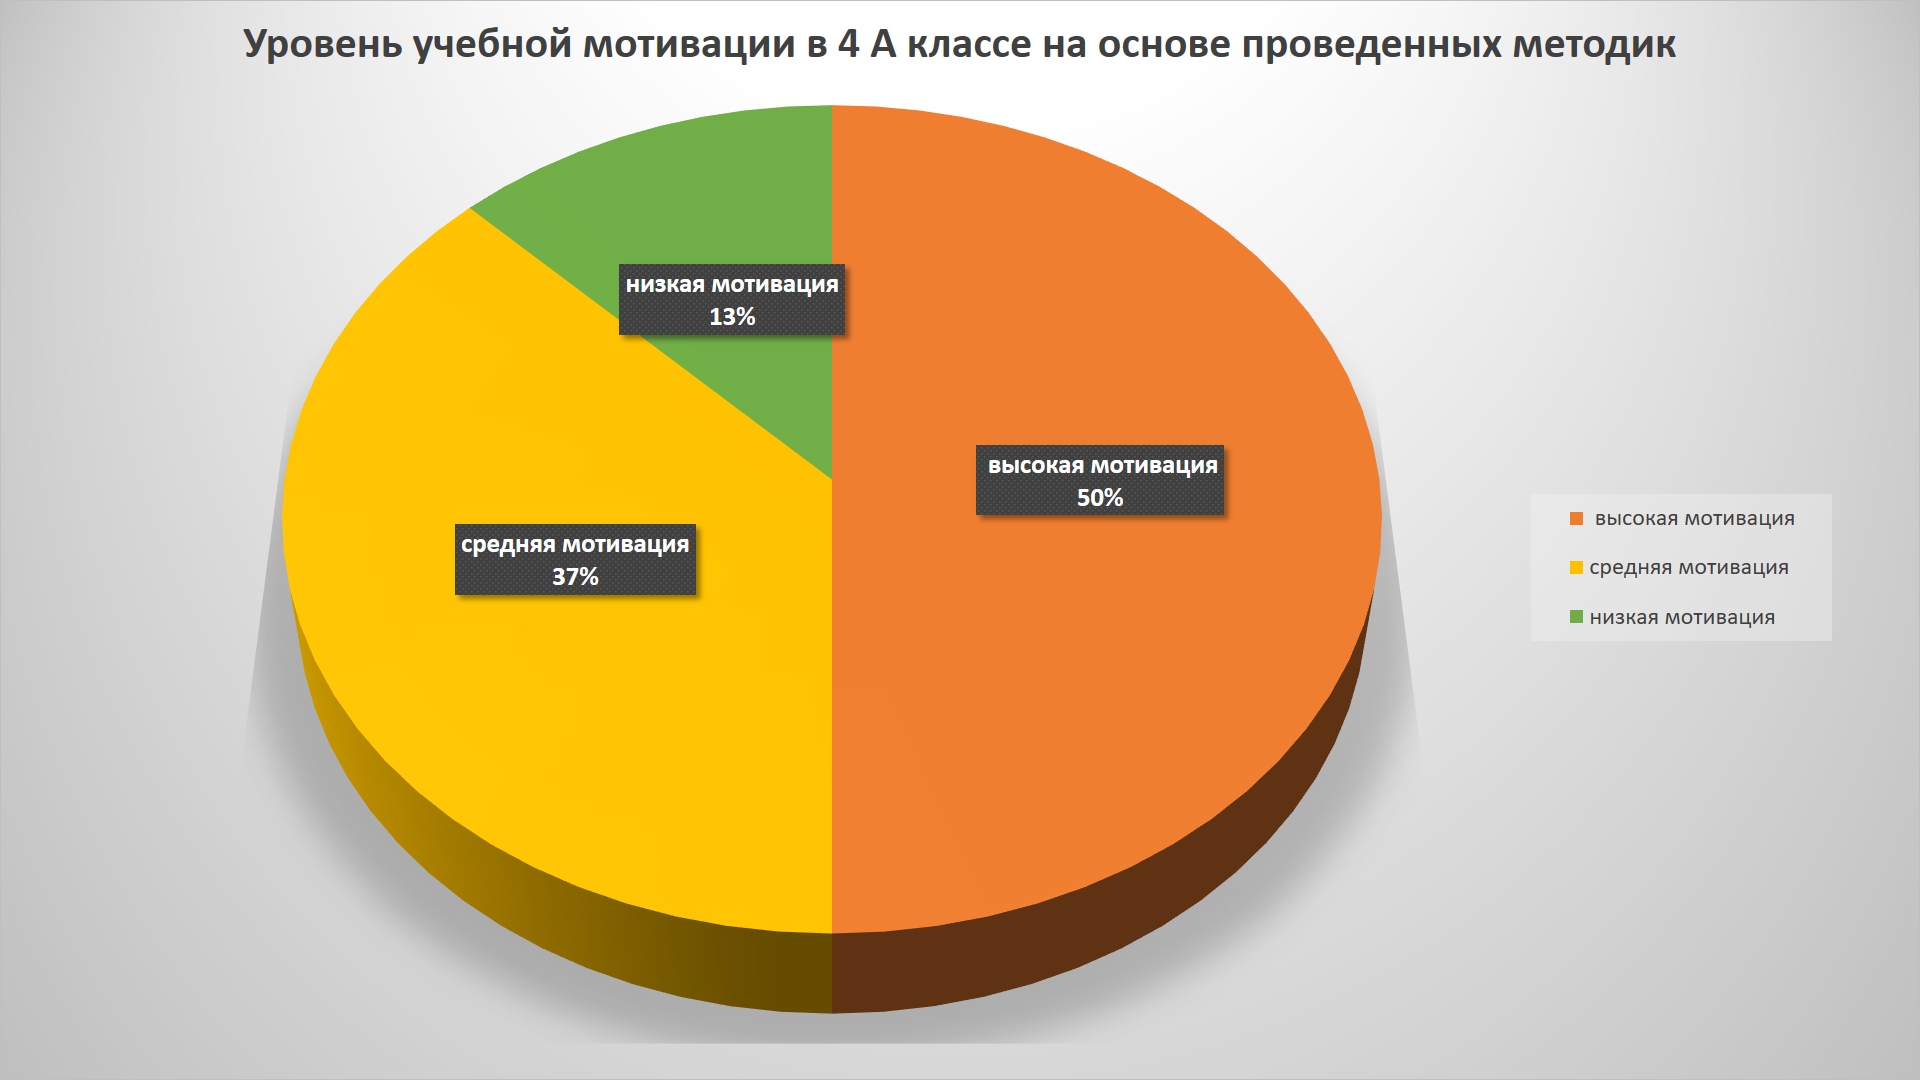 Уровень учебной мотивации в 4 А классе на основе проведенных методик
низкая мотивация
13%
высокая мотивация
50%
средняя мотивация
37%
высокая мотивация
средняя мотивация
низкая мотивация